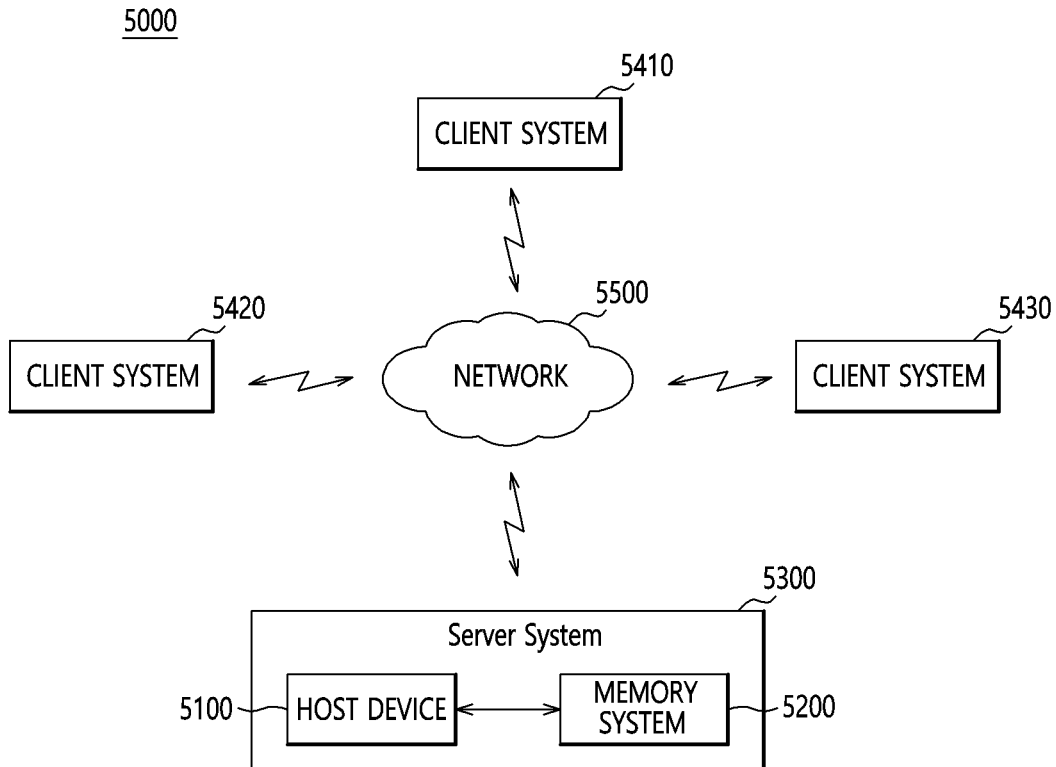 5000
5410
CLIENT SYSTEM
5500
5420
5430
CLIENT SYSTEM
NETWORK
CLIENT SYSTEM
5300
Server System
5100
HOST DEVICE
MEMORY
SYSTEM
5200